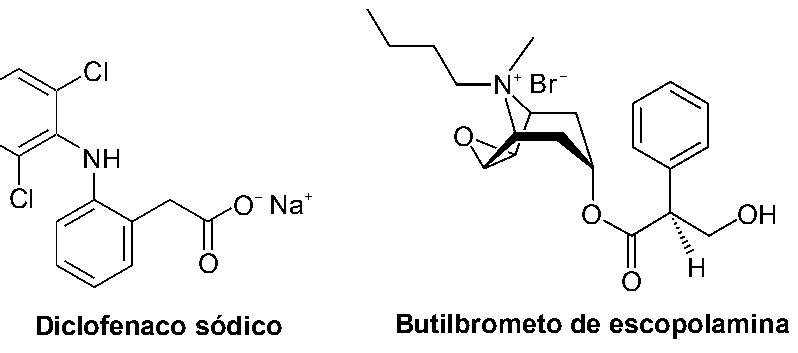 Cl
NH
Cl
O⁻ Na⁺
O
Diclofenaco sódico
N⁺ Br⁻
O
O
OH
O
H
Butilbrometo de escopolamina